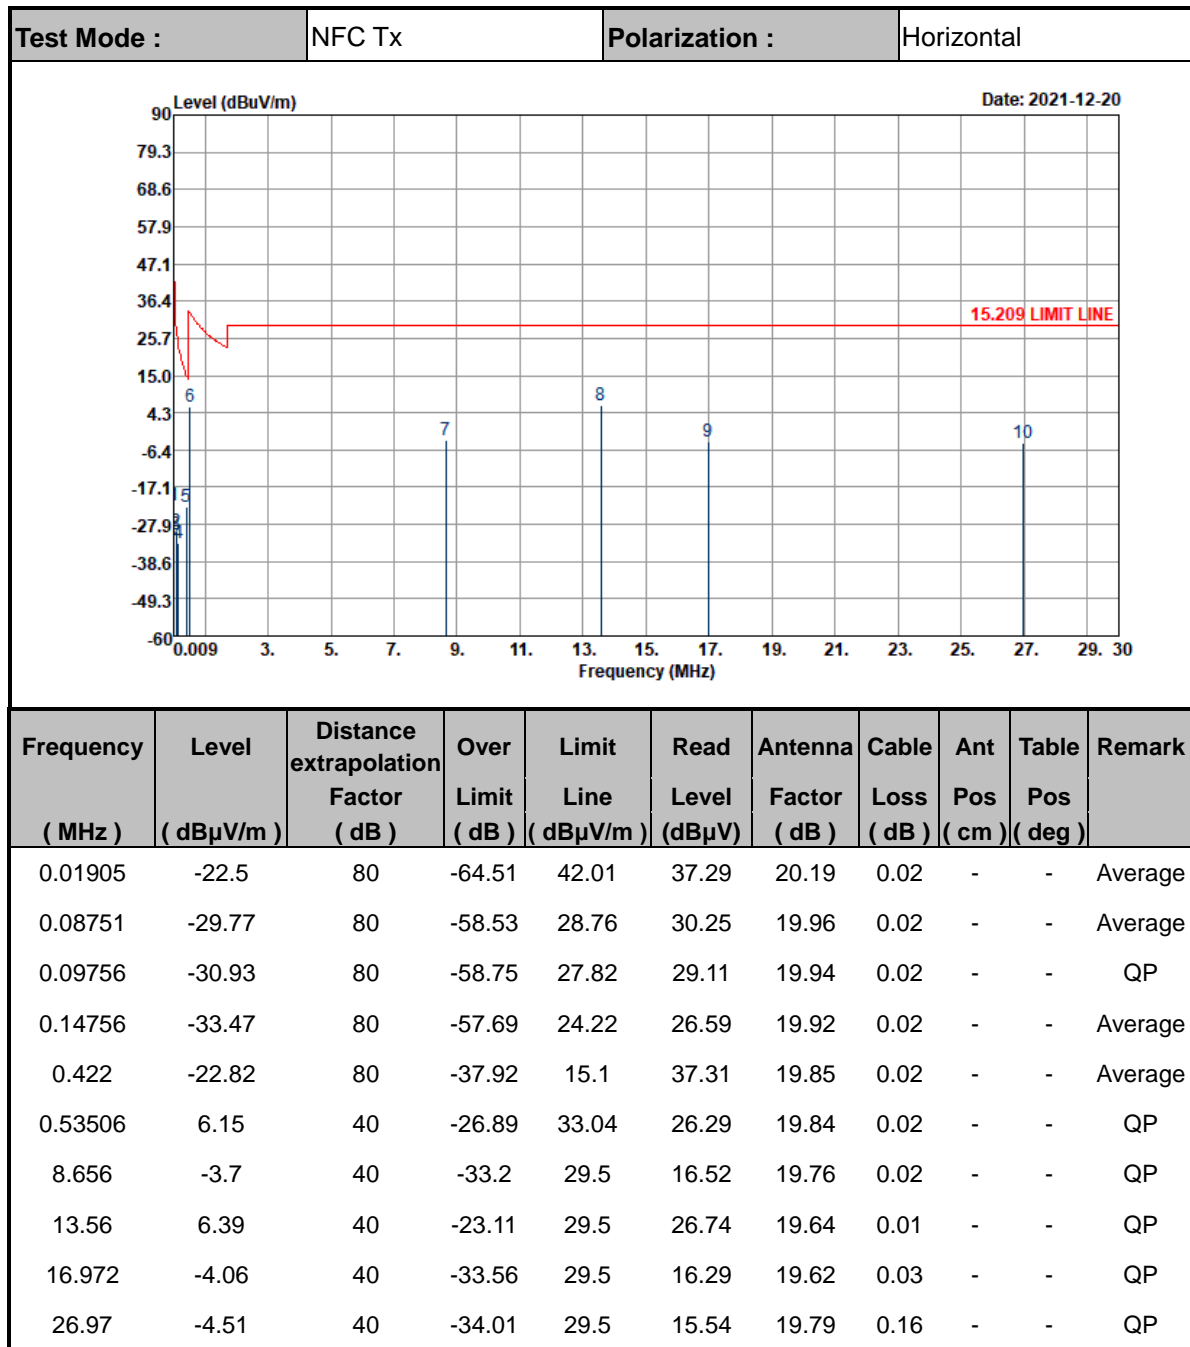 Test Mode : NFC Tx Polarization : Horizontal
Level (dBuV/m) Date: 2021-12-20
90
79.3
68.6
57.9
47.1
36.4
15.209 LIMIT LINE
25.7
15.0
6 8
4.3
7 9 10
-6.4
-17.1
1 5
-27.9
4
-38.6
-49.3
-60
0.009 3. 5. 7. 9. 11. 13. 15. 17. 19. 21. 23. 25. 27. 29. 30
Frequency (MHz)
Frequency Level Distance extrapolation Over Limit Read Antenna Cable Ant Table Remark
Factor Limit Line Level Factor Loss Pos Pos
( MHz ) ( dBµV/m ) ( dB ) ( dB ) ( dBµV/m ) (dBµV) ( dB ) ( dB ) ( cm ) ( deg )
0.01905 -22.5 80 -64.51 42.01 37.29 20.19 0.02 - - Average
0.08751 -29.77 80 -58.53 28.76 30.25 19.96 0.02 - - Average
0.09756 -30.93 80 -58.75 27.82 29.11 19.94 0.02 - - QP
0.14756 -33.47 80 -57.69 24.22 26.59 19.92 0.02 - - Average
0.422 -22.82 80 -37.92 15.1 37.31 19.85 0.02 - - Average
0.53506 6.15 40 -26.89 33.04 26.29 19.84 0.02 - - QP
8.656 -3.7 40 -33.2 29.5 16.52 19.76 0.02 - - QP
13.56 6.39 40 -23.11 29.5 26.74 19.64 0.01 - - QP
16.972 -4.06 40 -33.56 29.5 16.29 19.62 0.03 - - QP
26.97 -4.51 40 -34.01 29.5 15.54 19.79 0.16 - - QP